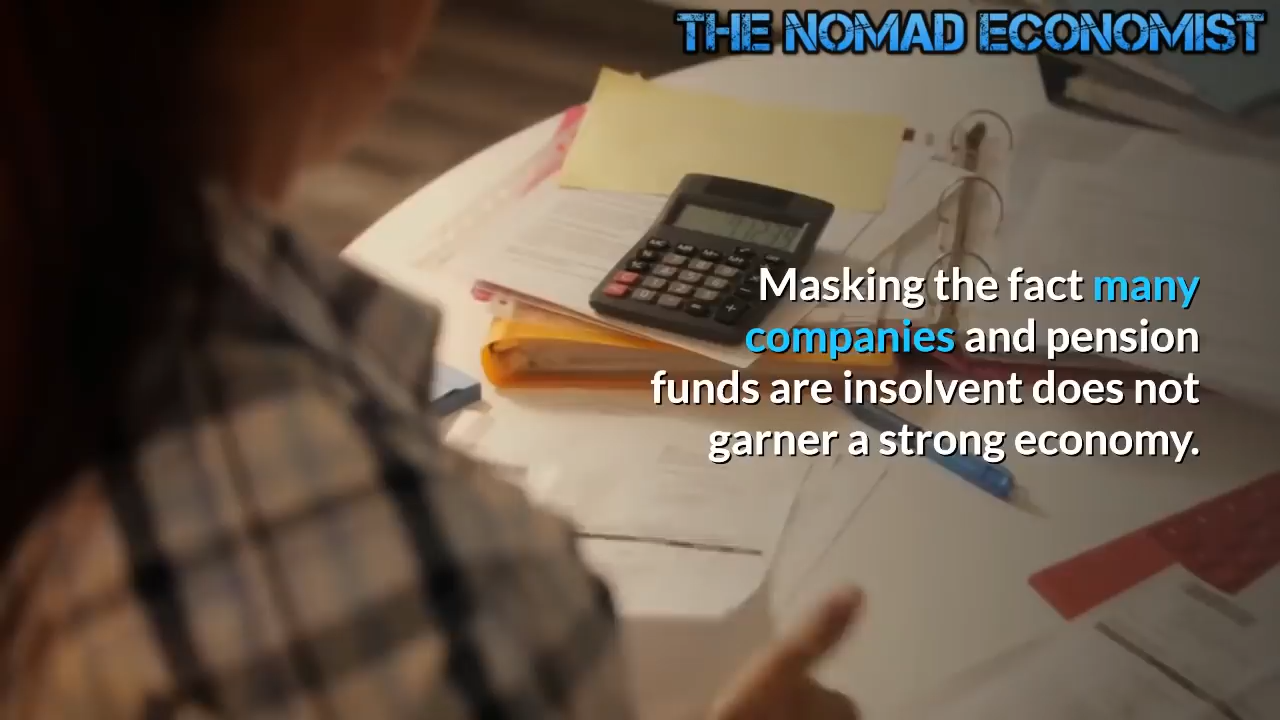 THE NOMAD ECONOMIST
Masking the fact many
companies and pension
funds are insolvent does not
garner a strong economy.